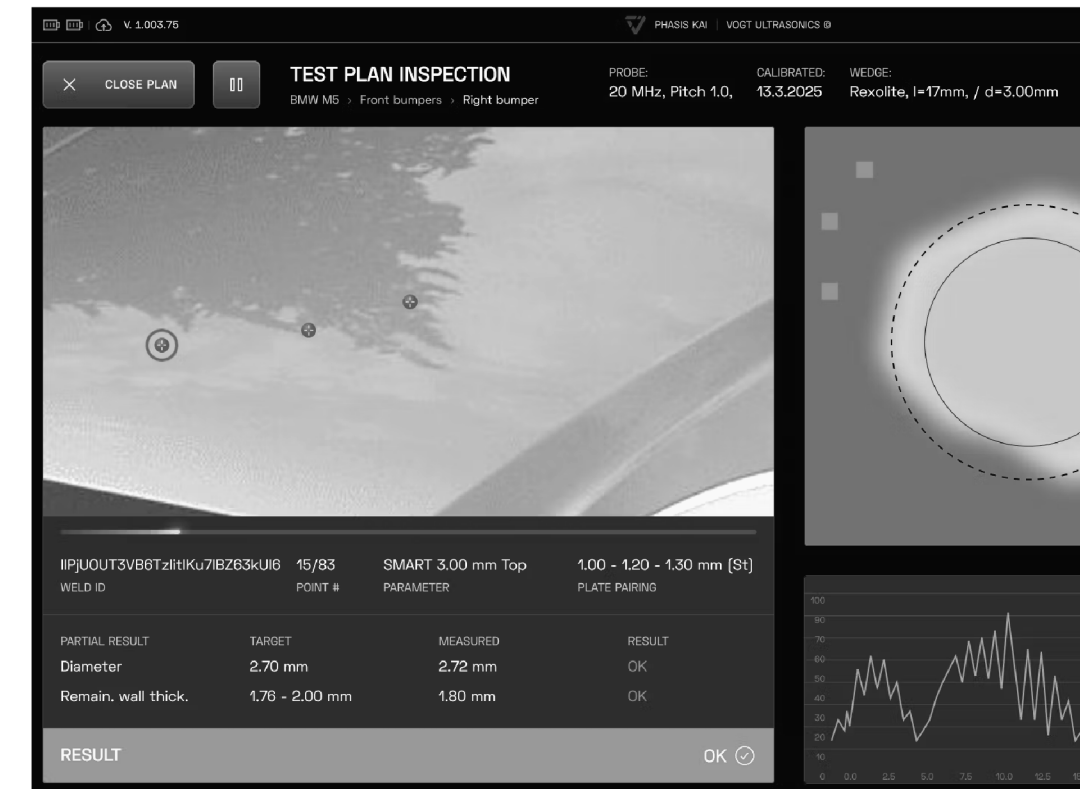 V. 1.003.75
PHASIS KAI | VOGT ULTRASONICS ©
CLOSE PLAN
TEST PLAN INSPECTION
BMW M5 › Front bumpers › Right bumper
PROBE:
20 MHz, Pitch 1.0,
CALIBRATED:
13.3.2025
WEDGE:
Rexolite, l=17mm, / d=3.00mm
15/83
POINT #
WELD ID
SMART 3.00 mm Top
PARAMETER
1.00 - 1.20 - 1.30 mm [St]
PLATE PAIRING
PARTIAL RESULT TARGET MEASURED RESULT
Diameter 2.70 mm 2.72 mm OK
Remain. wall thick. 1.76 - 2.00 mm 1.80 mm OK
RESULT OK
100
90
70
60
50
40
30
20
10
0 0.0 2.5 5.0 7.5 10.0 12.5